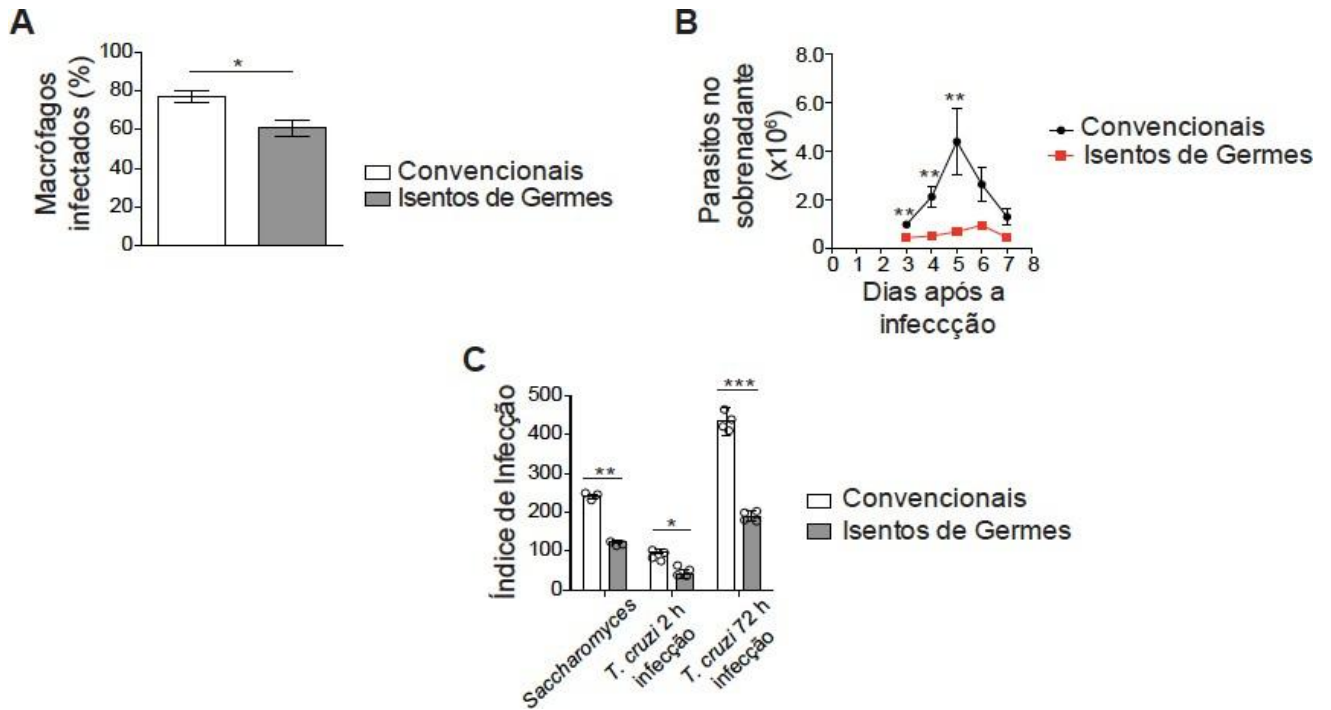 A
Macrófagos
infectados (%)
100
80
60
40
20
0
*
Convencionais
Isentos de Germes
B
Parasitos no
sobrenadante
(x10⁶)
8.0
6.0
4.0
2.0
0
**
**
**
0 1 2 3 4 5 6 7 8
Dias após a
infeccção
Convencionais
Isentos de Germes
C
Índice de Infecção
500
400
300
200
100
0
**
*
***
Saccharomyces
T. cruzi 2 h
infecção
T. cruzi 72 h
infecção
Convencionais
Isentos de Germes